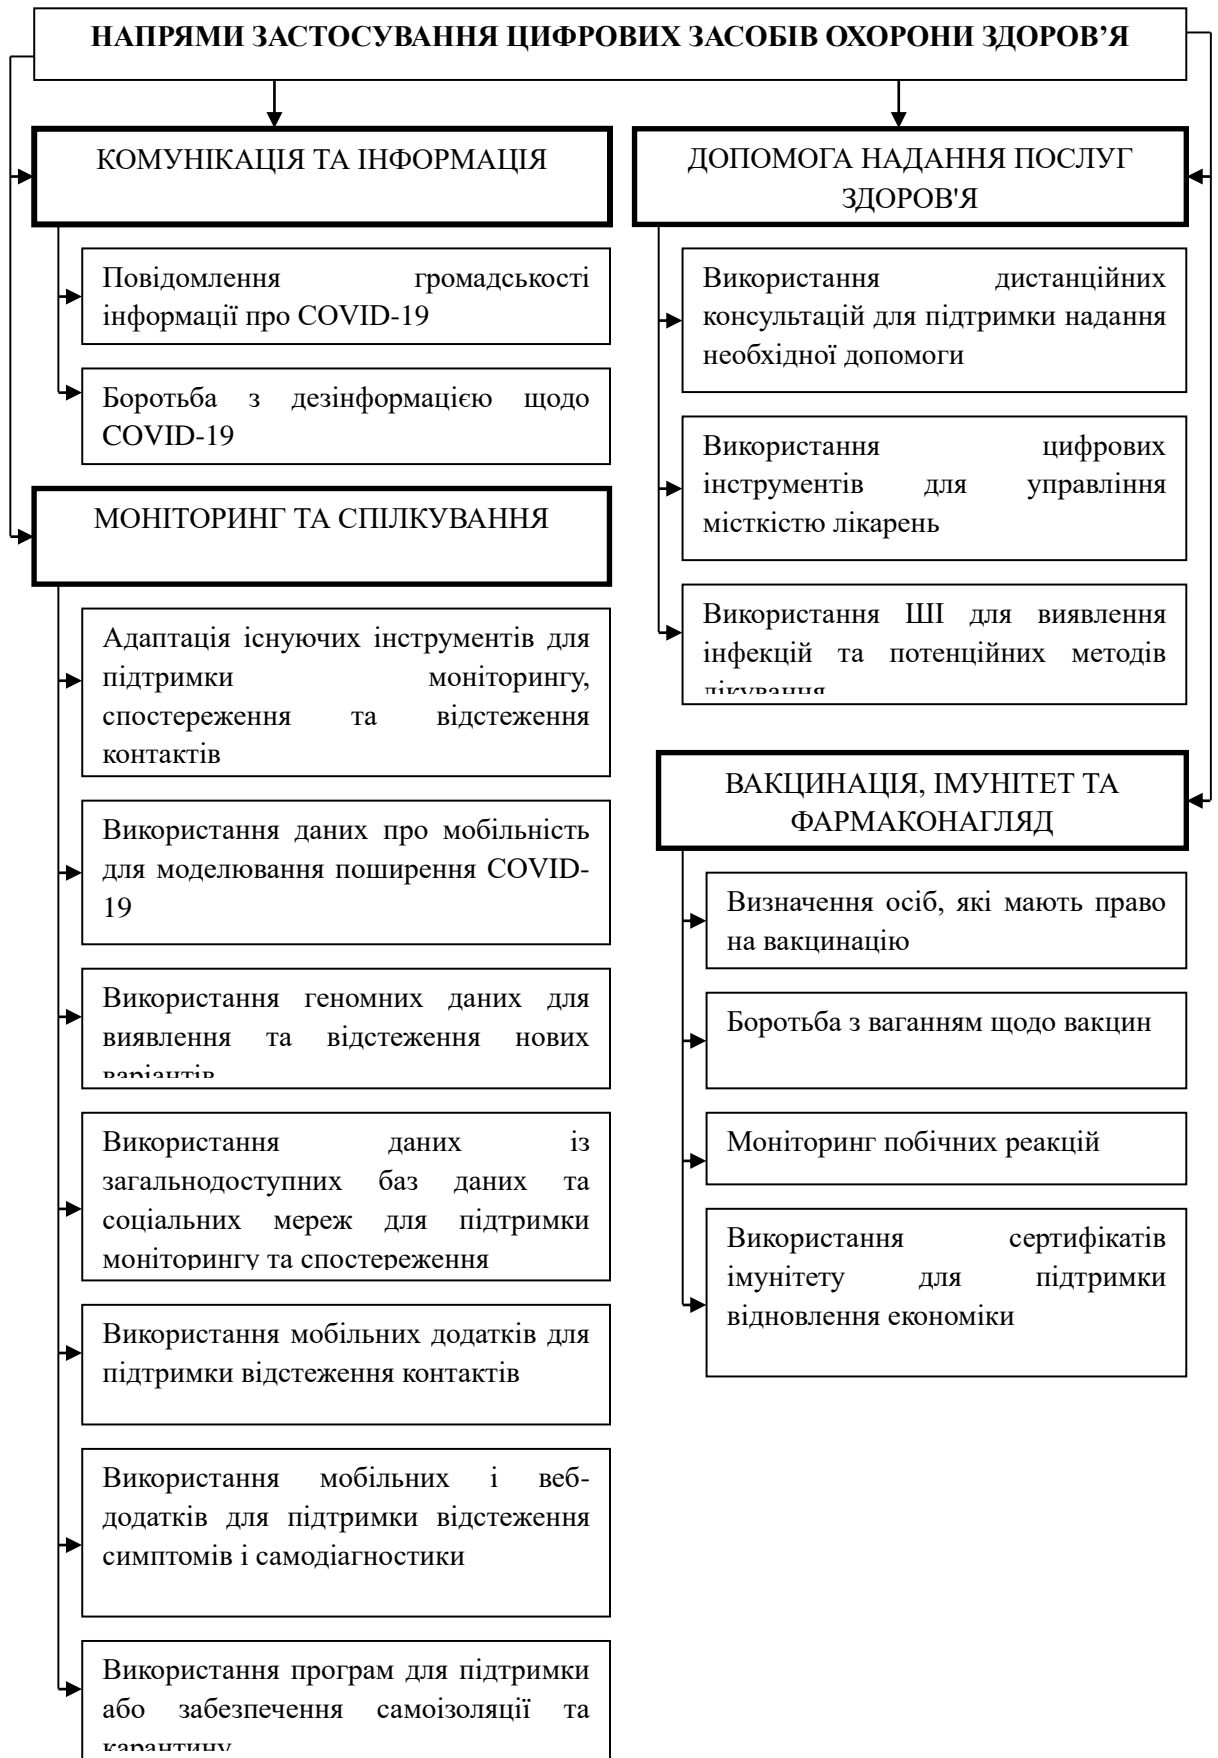 НАПРЯМИ ЗАСТОСУВАННЯ ЦИФРОВИХ ЗАСОБІВ ОХОРОНИ ЗДОРОВ’Я
КОМУНІКАЦІЯ ТА ІНФОРМАЦІЯ
Повідомлення громадськості
інформації про COVID-19
Боротьба з дезінформацією щодо
COVID-19
МОНІТОРИНГ ТА СПІЛКУВАННЯ
Адаптація існуючих інструментів для
підтримки моніторингу,
спостереження та відстеження
контактів
Використання даних про мобільність
для моделювання поширення COVID-
19
Використання геномних даних для
виявлення та відстеження нових
варіантів
Використання даних із
загальнодоступних баз даних та
соціальних мереж для підтримки
моніторингу та спостереження
Використання мобільних додатків для
підтримки відстеження контактів
Використання мобільних і веб-
додатків для підтримки відстеження
симптомів і самодіагностики
Використання програм для підтримки
або забезпечення самоізоляції та
карантину
ДОПОМОГА НАДАННЯ ПОСЛУГ
ЗДОРОВ'Я
Використання дистанційних
консультацій для підтримки надання
необхідної допомоги
Використання цифрових
інструментів для управління
місткістю лікарень
Використання ШІ для виявлення
інфекцій та потенційних методів
лікування
ВАКЦИНАЦІЯ, ІМУНІТЕТ ТА
ФАРМАКОНАГЛЯД
Визначення осіб, які мають право
на вакцинацію
Боротьба з ваганням щодо вакцин
Моніторинг побічних реакцій
Використання сертифікатів
імунітету для підтримки
відновлення економіки